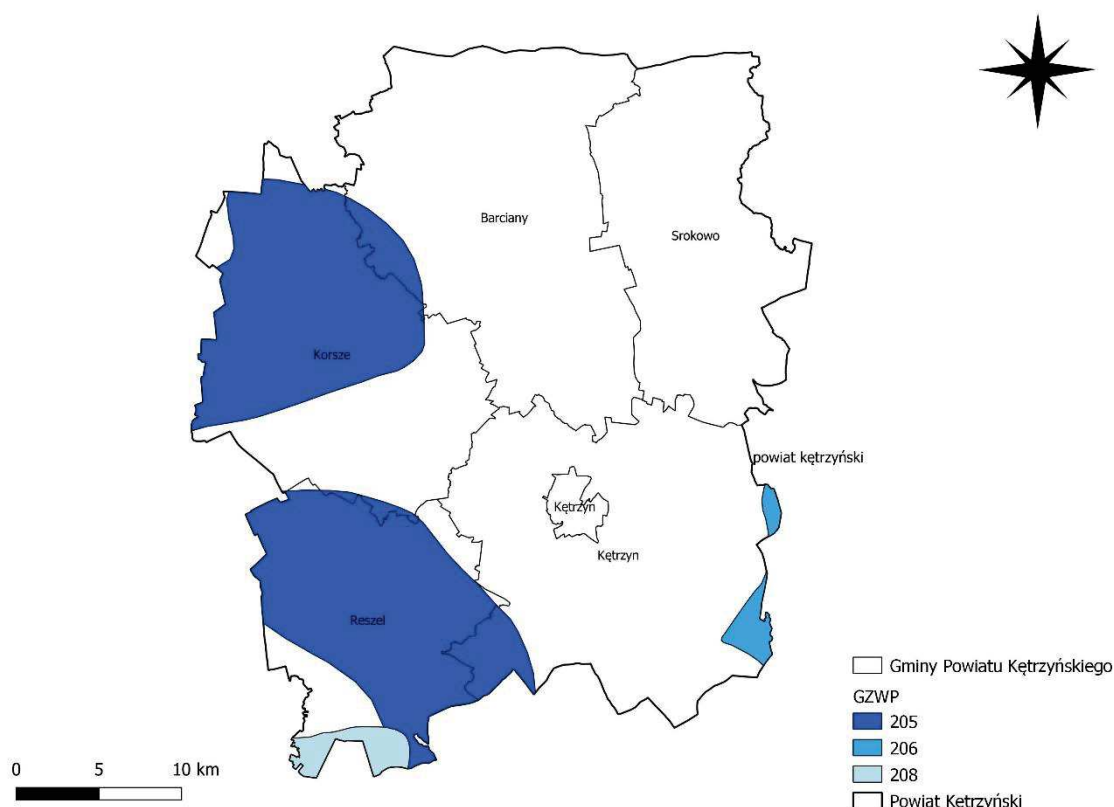 Barciany
Srokowo
Korsze
powiat kętrzyński
Kętrzyn
Kętrzyn
Reszel
Gminy Powiatu Kętrzyńskiego
GZWP
205
206
208
Powiat Kętrzyński
0 5 10 km